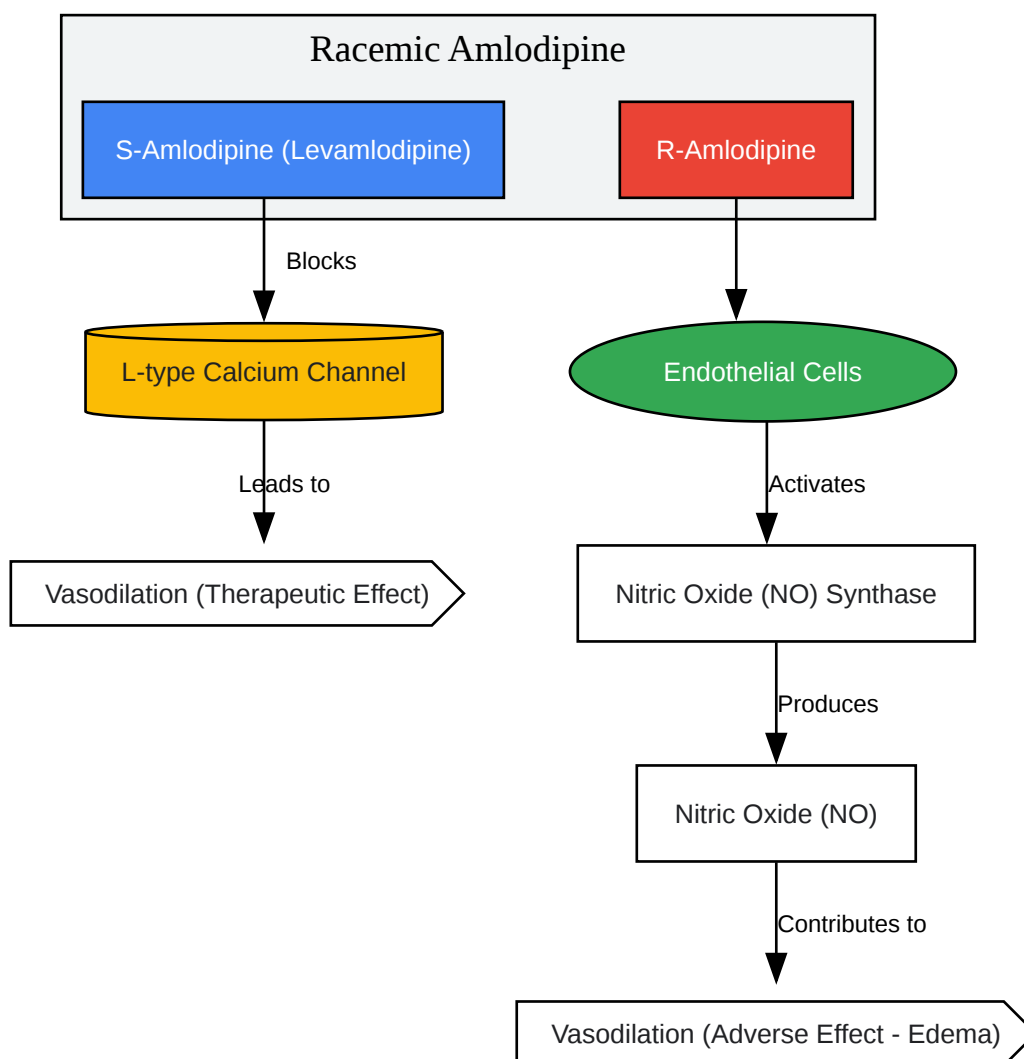 Racemic Amlodipine
S-Amlodipine (Levamlodipine)
R-Amlodipine
Blocks
L-type Calcium Channel
Endothelial Cells
Leads to
Activates
Vasodilation (Therapeutic Effect)
Nitric Oxide (NO) Synthase
Produces
Nitric Oxide (NO)
Contributes to
Vasodilation (Adverse Effect - Edema)